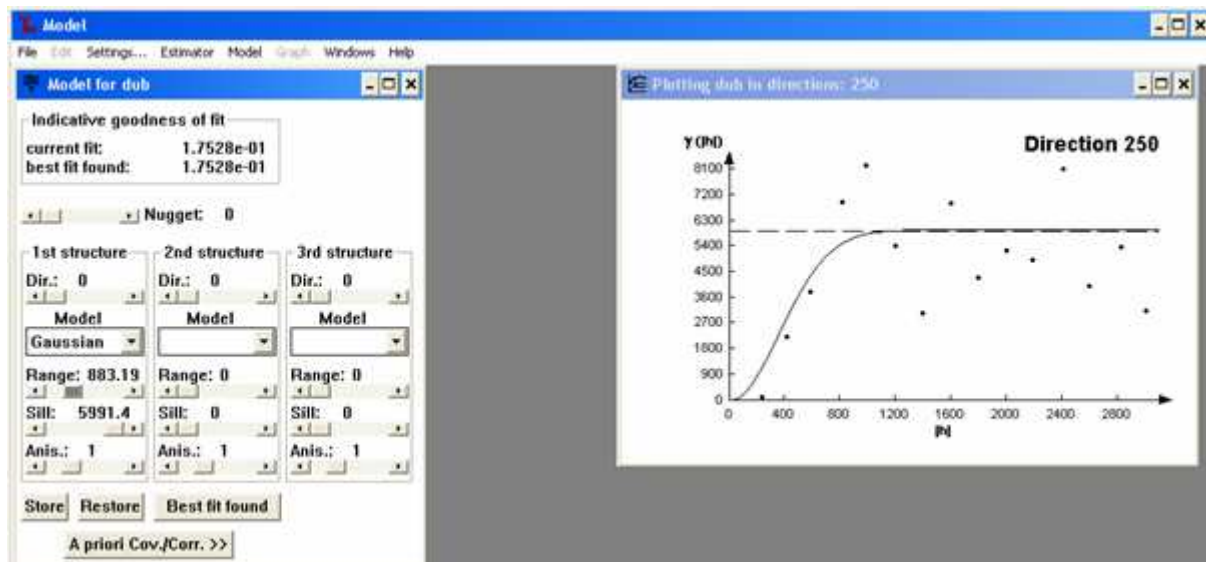 Model
File Edit Settings... Estimator Model Graph Windows Help
Model for dub
Indicative goodness of fit
current fit: 1.7528e-01
best fit found: 1.7528e-01
Nugget: 0
1st structure 2nd structure 3rd structure
Dir.: 0 Dir.: 0 Dir.: 0
Model Model Model
Gaussian
Range: 883.19 Range: 0 Range: 0
Sill: 5991.4 Sill: 0 Sill: 0
Anis.: 1 Anis.: 1 Anis.: 1
Store Restore Best fit found
A priori Cov./Corr. >>
Plotting dub in directions: 250
γ (|h|)
Direction 250
8100
7200
6300
5400
4500
3600
2700
1800
900
0
0 400 800 1200 1600 2000 2400 2800
|h|